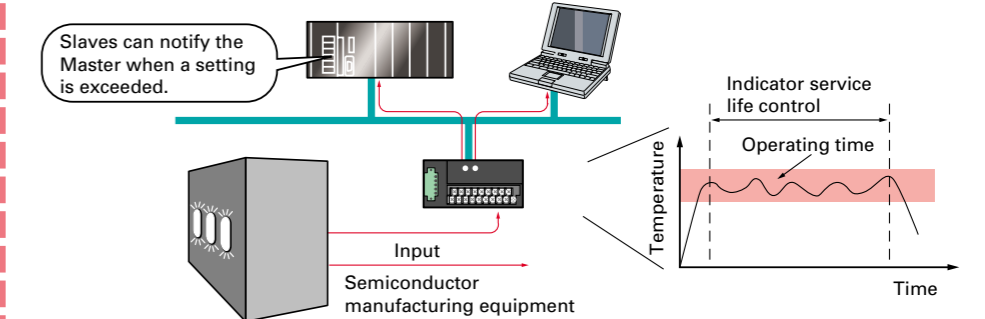 Slaves can notify the
Master when a setting
is exceeded.
Indicator service
life control
Operating time
Temperature
Time
Input
Semiconductor
manufacturing equipment